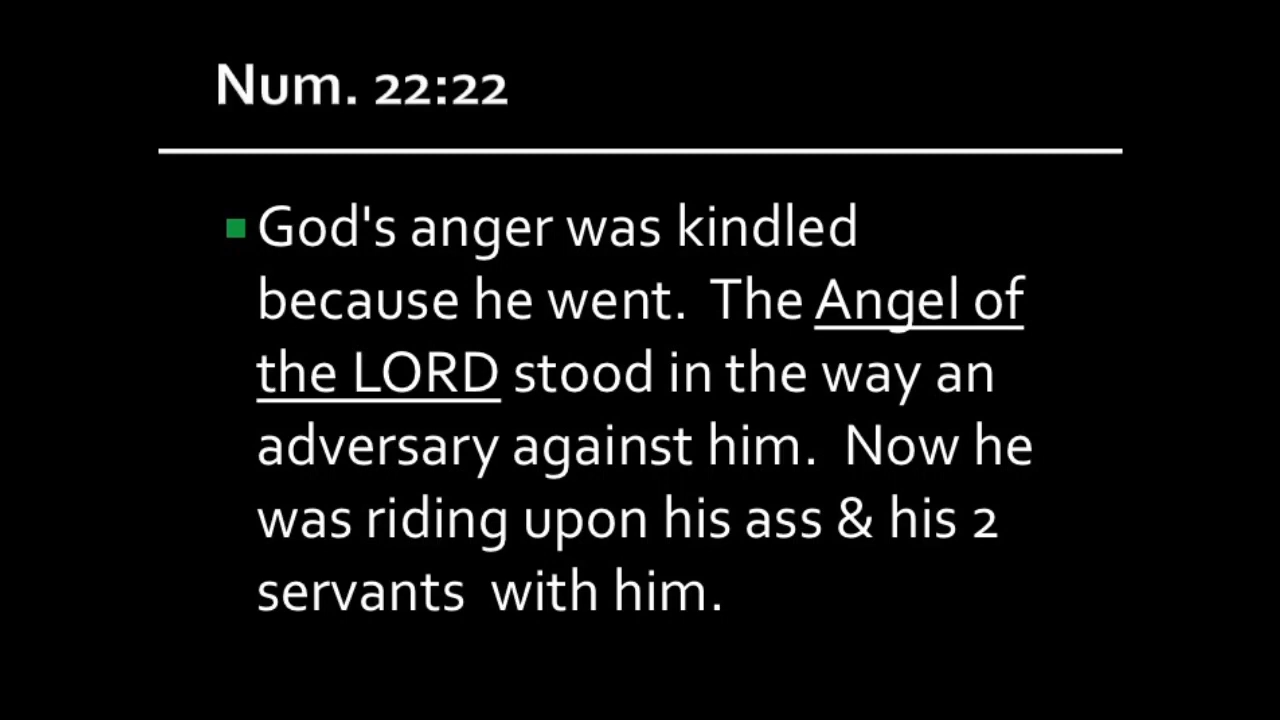 Num. 22:22
God's anger was kindled
because he went.  The Angel of
the LORD stood in the way an
adversary against him.  Now he
was riding upon his ass & his 2
servants  with him.